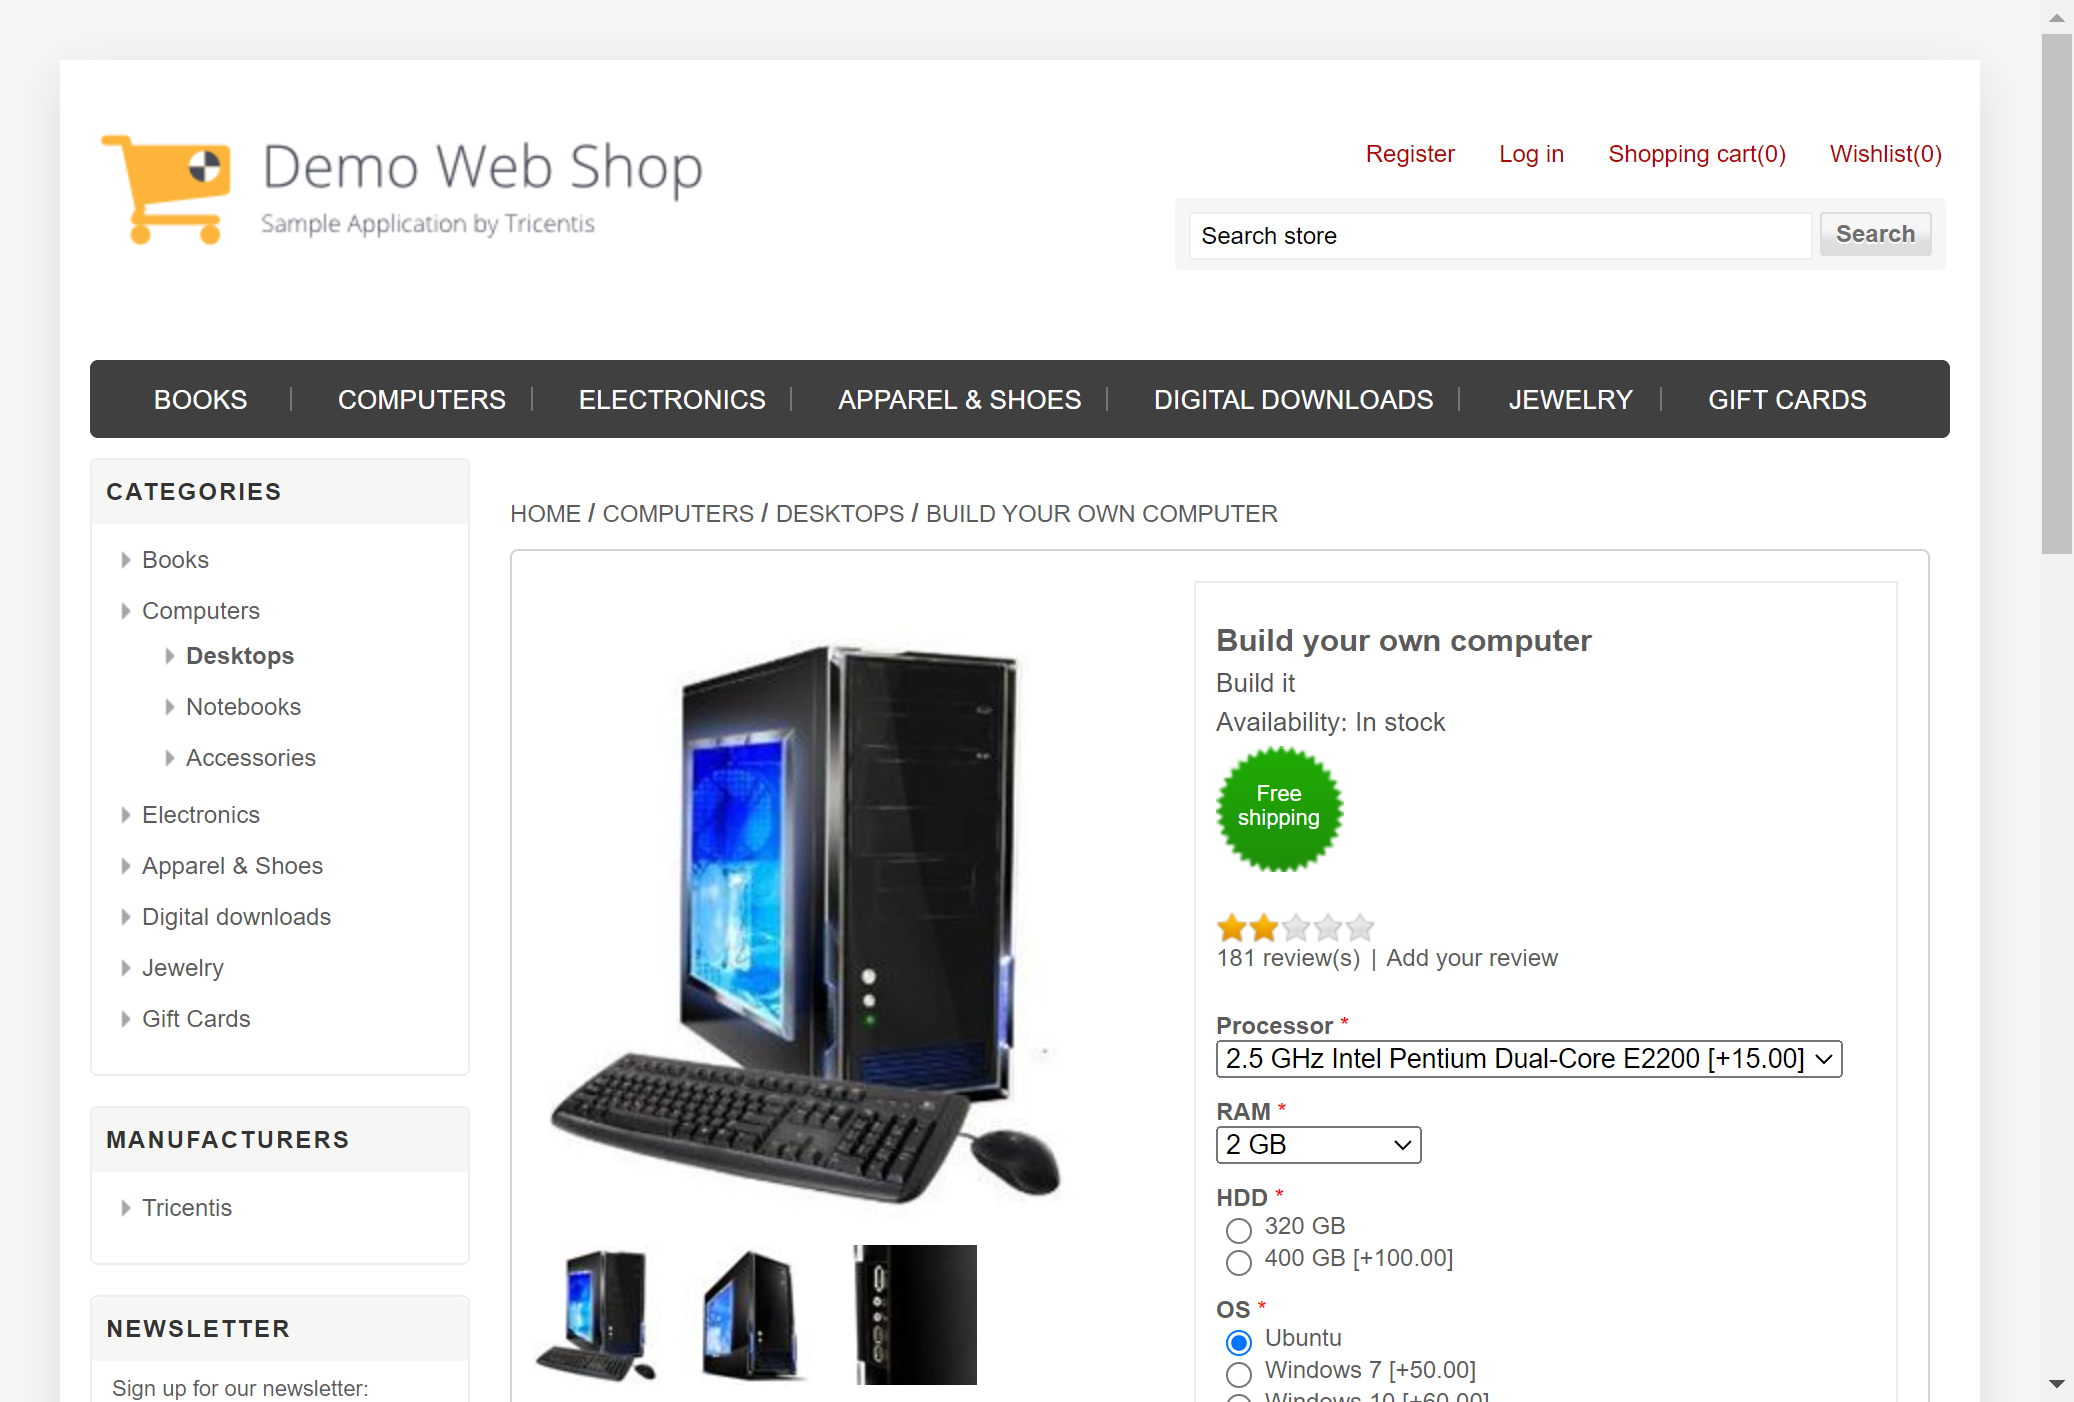 Demo Web Shop
Sample Application by Tricentis
Register Log in Shopping cart(0) Wishlist(0)
Search store Search
BOOKS COMPUTERS ELECTRONICS APPAREL & SHOES DIGITAL DOWNLOADS JEWELRY GIFT CARDS
CATEGORIES
Books
Computers
Desktops
Notebooks
Accessories
Electronics
Apparel & Shoes
Digital downloads
Jewelry
Gift Cards
MANUFACTURERS
Tricentis
NEWSLETTER
Sign up for our newsletter:
HOME / COMPUTERS / DESKTOPS / BUILD YOUR OWN COMPUTER
Build your own computer
Build it
Availability: In stock
Free
shipping
181 review(s) | Add your review
Processor *
2.5 GHz Intel Pentium Dual-Core E2200 [+15.00]
RAM *
2 GB
HDD *
320 GB
400 GB [+100.00]
OS *
Ubuntu
Windows 7 [+50.00]
Windows 10 [+60.00]